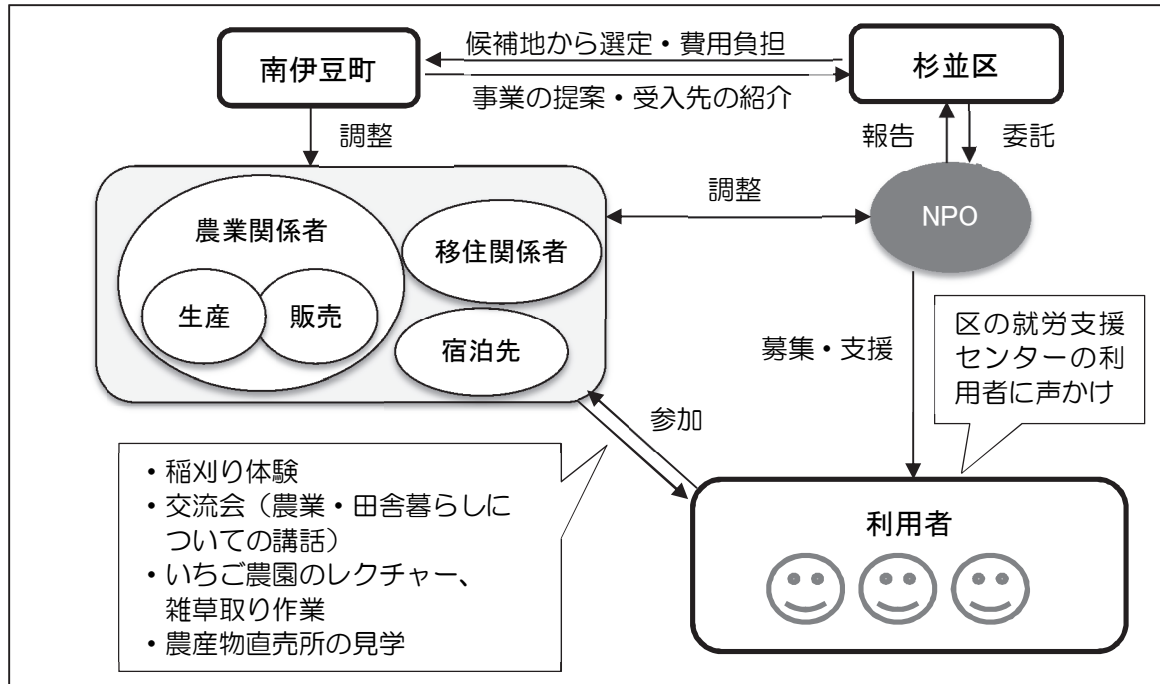 南伊豆町
候補地から選定・費用負担
事業の提案・受入先の紹介
杉並区
調整
報告
委託
農業関係者
生産
販売
移住関係者
宿泊先
調整
NPO
募集・支援
区の就労支援
センターの利
用者に声かけ
参加
・稲刈り体験
・交流会（農業・田舎暮らしに
ついての講話）
・いちご農園のレクチャー、
雑草取り作業
・農産物直売所の見学
利用者